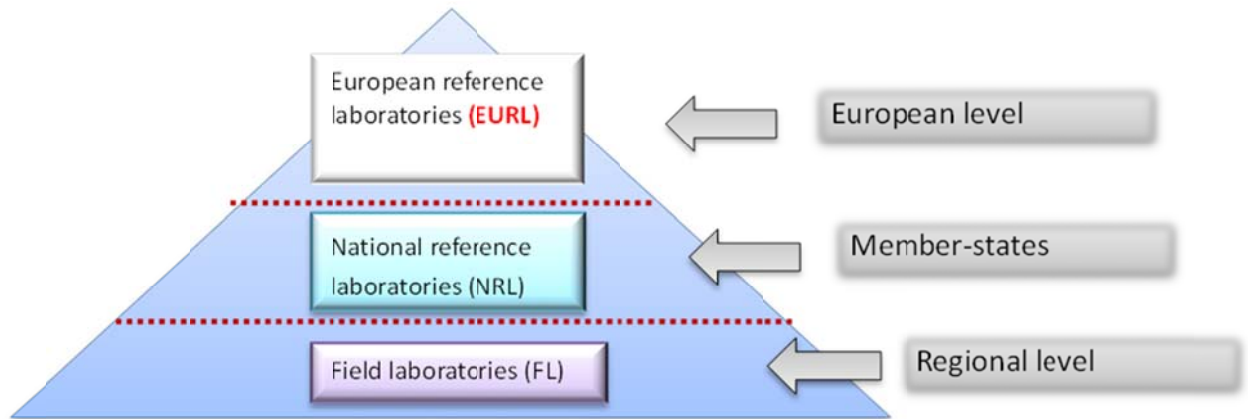 European reference
laboratories (EURL)
European level
National reference
laboratories (NRL)
Member-states
Field laboratories (FL)
Regional level